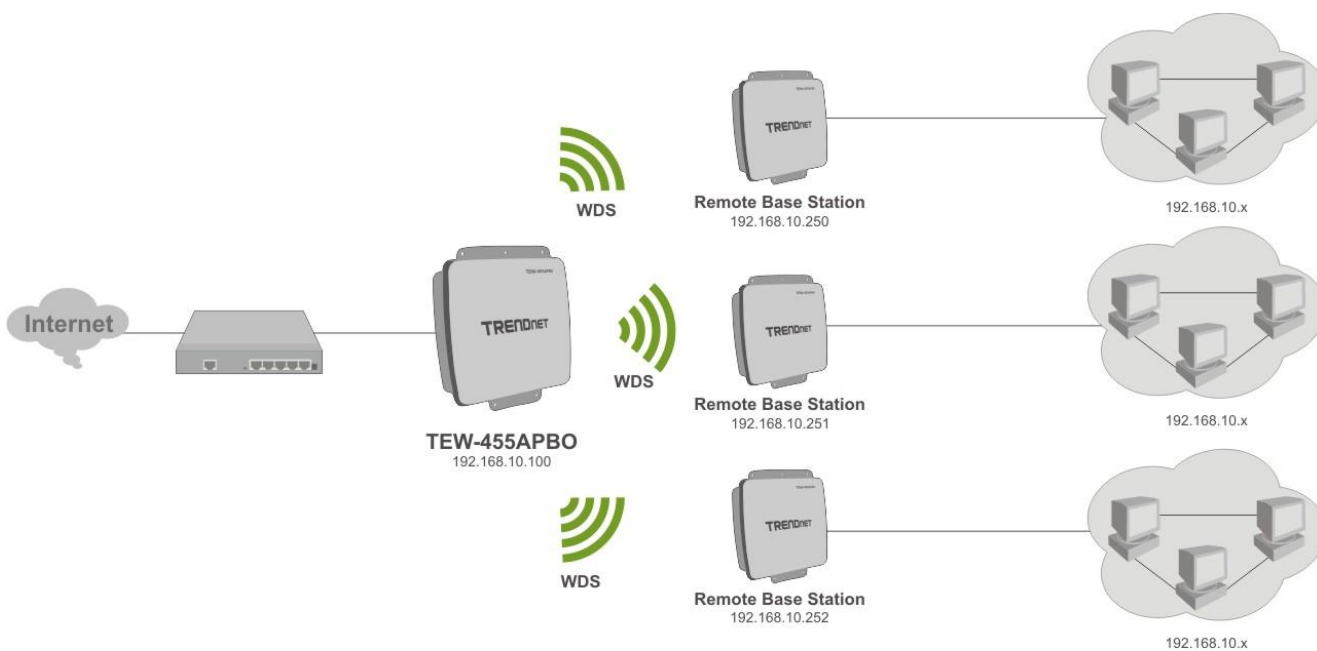 TRENDNET
WDS
Remote Base Station
192.168.10.250
192.168.10.x
Internet
TRENDNET
TEW-455APBO
192.168.10.100
WDS
TRENDNET
Remote Base Station
192.168.10.251
192.168.10.x
WDS
TRENDNET
Remote Base Station
192.168.10.252
192.168.10.x